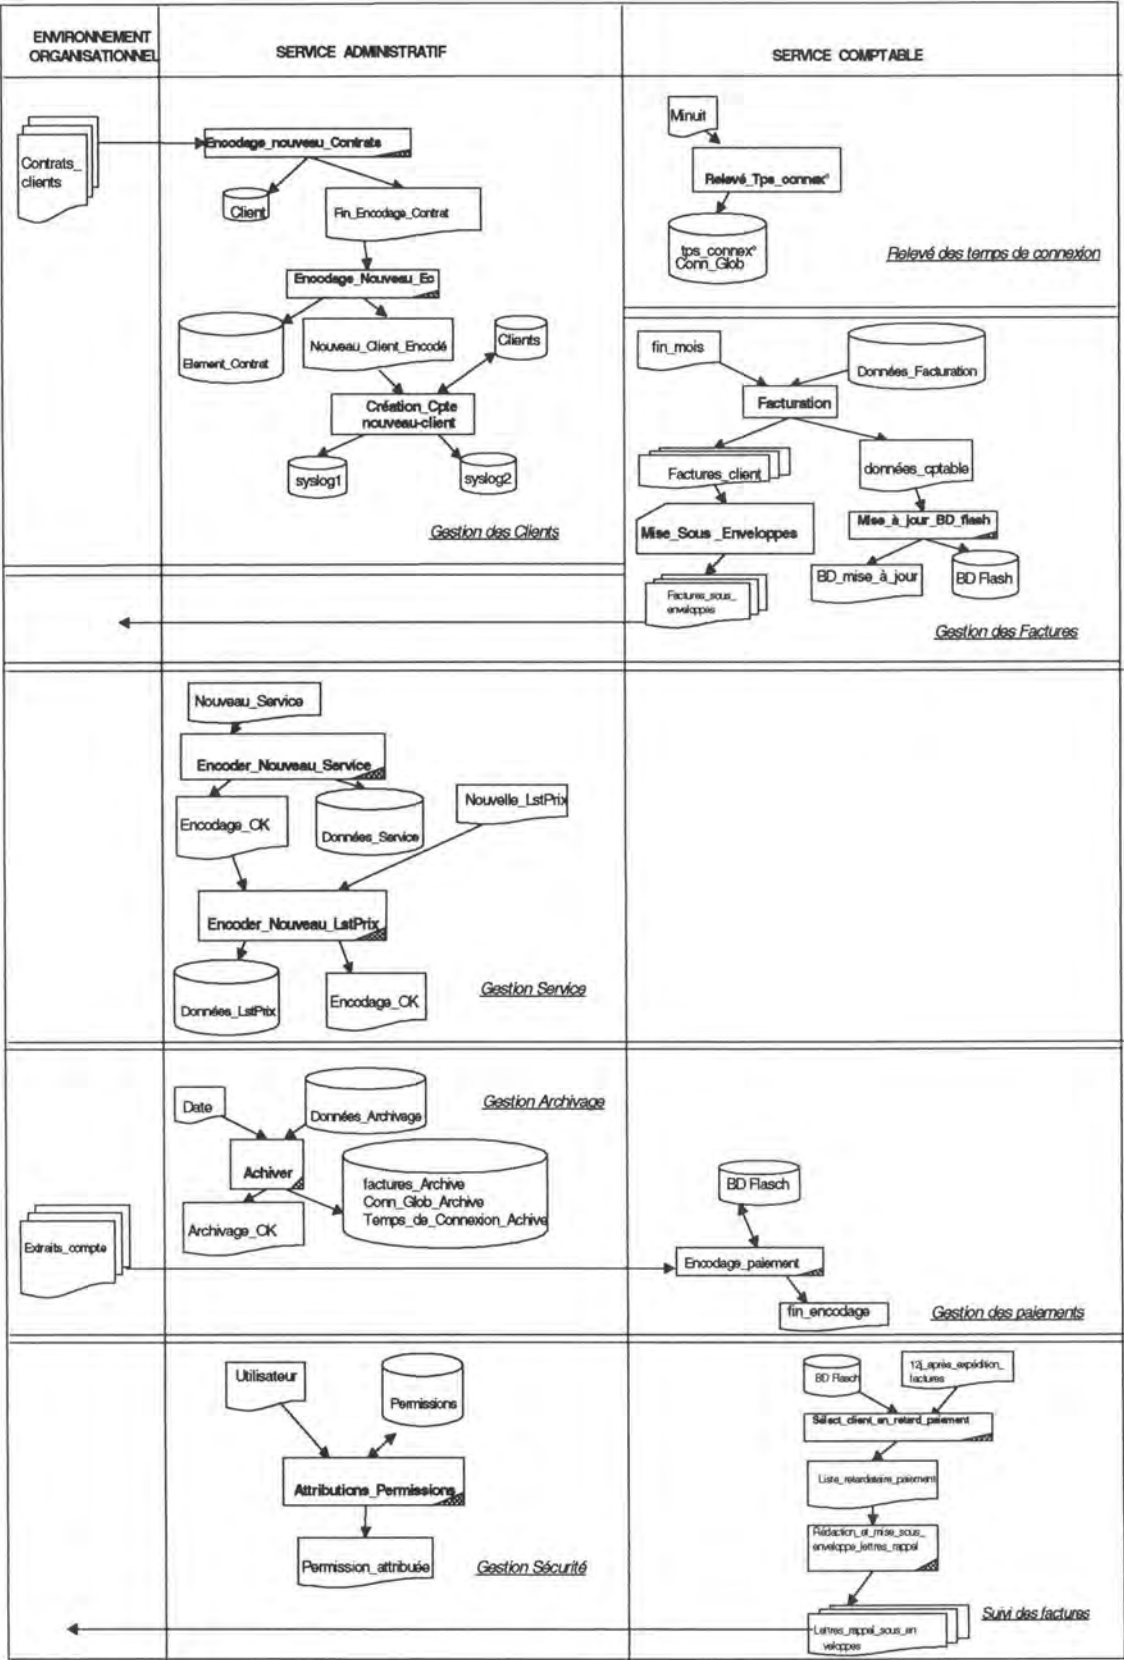 ENVIRONNEMENT
ORGANISATIONNEL
SERVICE ADMINISTRATIF
SERVICE COMPTABLE
Contrats_
clients
Encodage_nouveau_Contrats
Client
Fin_Encodage_Contrat
Encodage_Nouveau_Ec
Element_Contrat
Nouveau_Client_Encodé
Clients
Création_Cpte
nouveau-client
syslog1
syslog2
Gestion des Clients
Minuit
Relevé_Tps_connex°
tps_connex°
Conn_Glob
Relevé des temps de connexion
fin_mois
Données_Facturation
Facturation
Factures_client
données_cptable
Mise_Sous _Enveloppes
Mise_à_jour_BD_flash
Factures_sous_
enveloppes
BD_mise_à_jour
BD Flash
Gestion des Factures
Nouveau_Service
Encoder_Nouveau_Service
Encodage_OK
Données_Service
Nouvelle_LstPrix
Encoder_Nouveau_LstPrix
Données_LstPrix
Encodage_OK
Gestion Service
Date
Données_Archivage
Gestion Archivage
Achiver
factures_Archive
Conn_Glob_Archive
Temps_de_Connexion_Achive
Archivage_OK
Extraits_compte
BD Flasch
Encodage_paiement
fin_encodage
Gestion des paiements
Utilisateur
Permissions
Attributions_Permissions
Permission_attribuée
Gestion Sécurité
BD Flasch
12j_après_expédition_
factures
Sélect_client_en_retard_paiement
Liste_retardataire_paiement
Rédaction_et_mise_sous_
enveloppe_lettres_rappel
Lettres_rappel_sous_en
veloppes
Suivi des factures